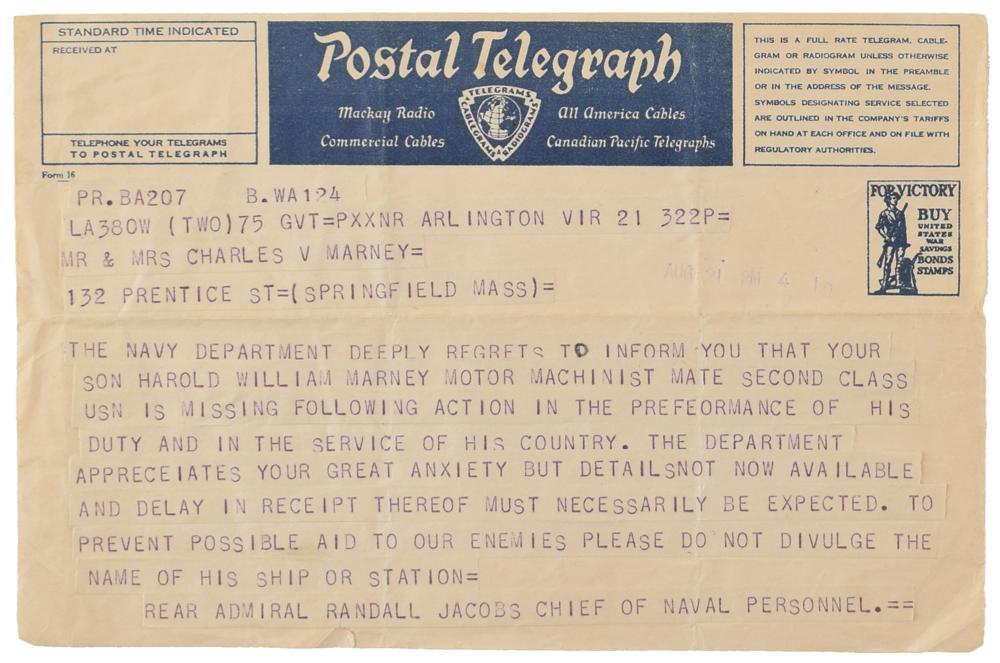 STANDARD TIME INDICATED
RECEIVED AT
TELEPHONE YOUR TELEGRAMS
TO POSTAL TELEGRAPH
Form 16
Postal Telegraph
Mackay Radio
All America Cables
Commercial Cables
Canadian Pacific Telegraphs
TELEGRAMS
CABLEGRAMS
RADIOGRAMS
THIS IS A FULL RATE TELEGRAM, CABLE-
GRAM OR RADIOGRAM UNLESS OTHERWISE
INDICATED BY SYMBOL IN THE PREAMBLE
OR IN THE ADDRESS OF THE MESSAGE.
SYMBOLS DESIGNATING SERVICE SELECTED
ARE OUTLINED IN THE COMPANY'S TARIFFS
ON HAND AT EACH OFFICE AND ON FILE WITH
REGULATORY AUTHORITIES.
FOR VICTORY
BUY
UNITED
STATES
WAR
SAVINGS
BONDS
STAMPS
PR.BA207 B.WA124
LA380W (TWO)75 GVT=PXXNR ARLINGTON VIR 21 322P=
MR & MRS CHARLES V MARNEY=
AUG 21 PM 4
132 PRENTICE ST=(SPRINGFIELD MASS)=
THE NAVY DEPARTMENT DEEPLY REGRETS TO INFORM YOU THAT YOUR
SON HAROLD WILLIAM MARNEY MOTOR MACHINIST MATE SECOND CLASS
USN IS MISSING FOLLOWING ACTION IN THE PREFEORMANCE OF HIS
DUTY AND IN THE SERVICE OF HIS COUNTRY. THE DEPARTMENT
APPRECEIATES YOUR GREAT ANXIETY BUT DETAILSNOT NOW AVAILABLE
AND DELAY IN RECEIPT THEREOF MUST NECESSARILY BE EXPECTED. TO
PREVENT POSSIBLE AID TO OUR ENEMIES PLEASE DO NOT DIVULGE THE
NAME OF HIS SHIP OR STATION=
REAR ADMIRAL RANDALL JACOBS CHIEF OF NAVAL PERSONNEL.==